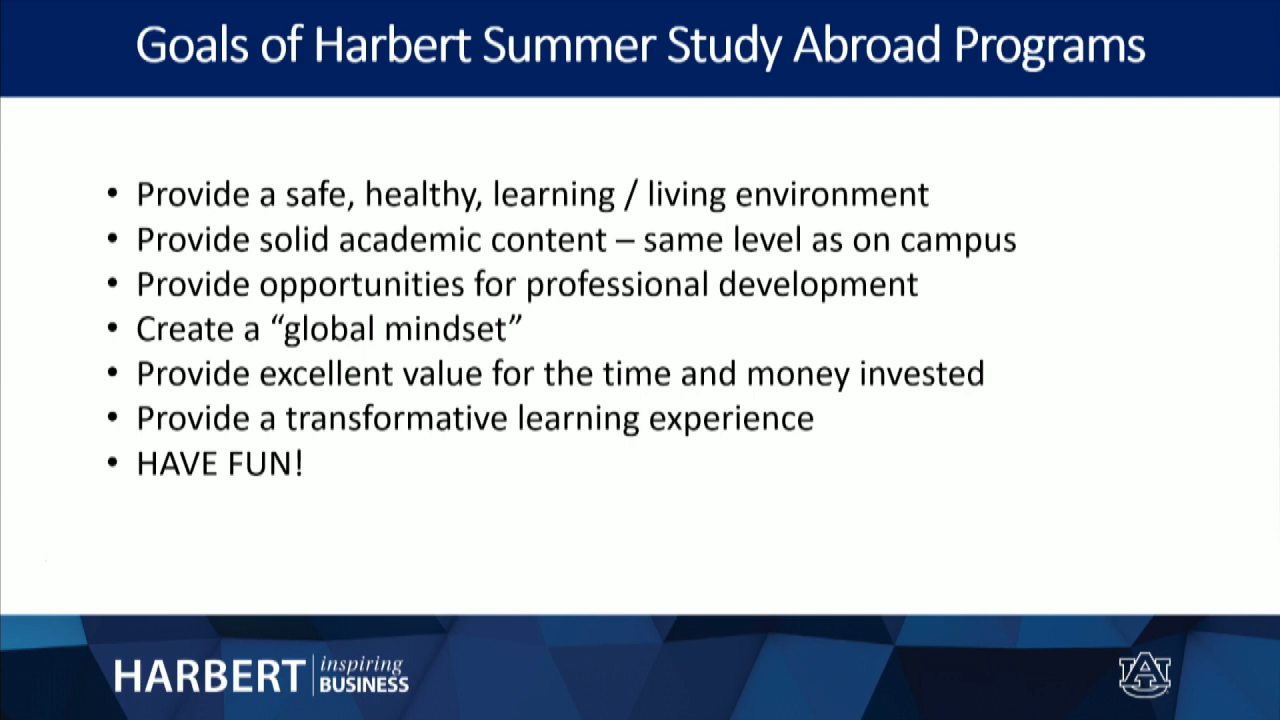 Goals of Harbert Summer Study Abroad Programs
• Provide a safe, healthy, learning / living environment
• Provide solid academic content – same level as on campus
• Provide opportunities for professional development
• Create a “global mindset”
• Provide excellent value for the time and money invested
• Provide a transformative learning experience
• HAVE FUN!
HARBERT inspiring
BUSINESS
AU